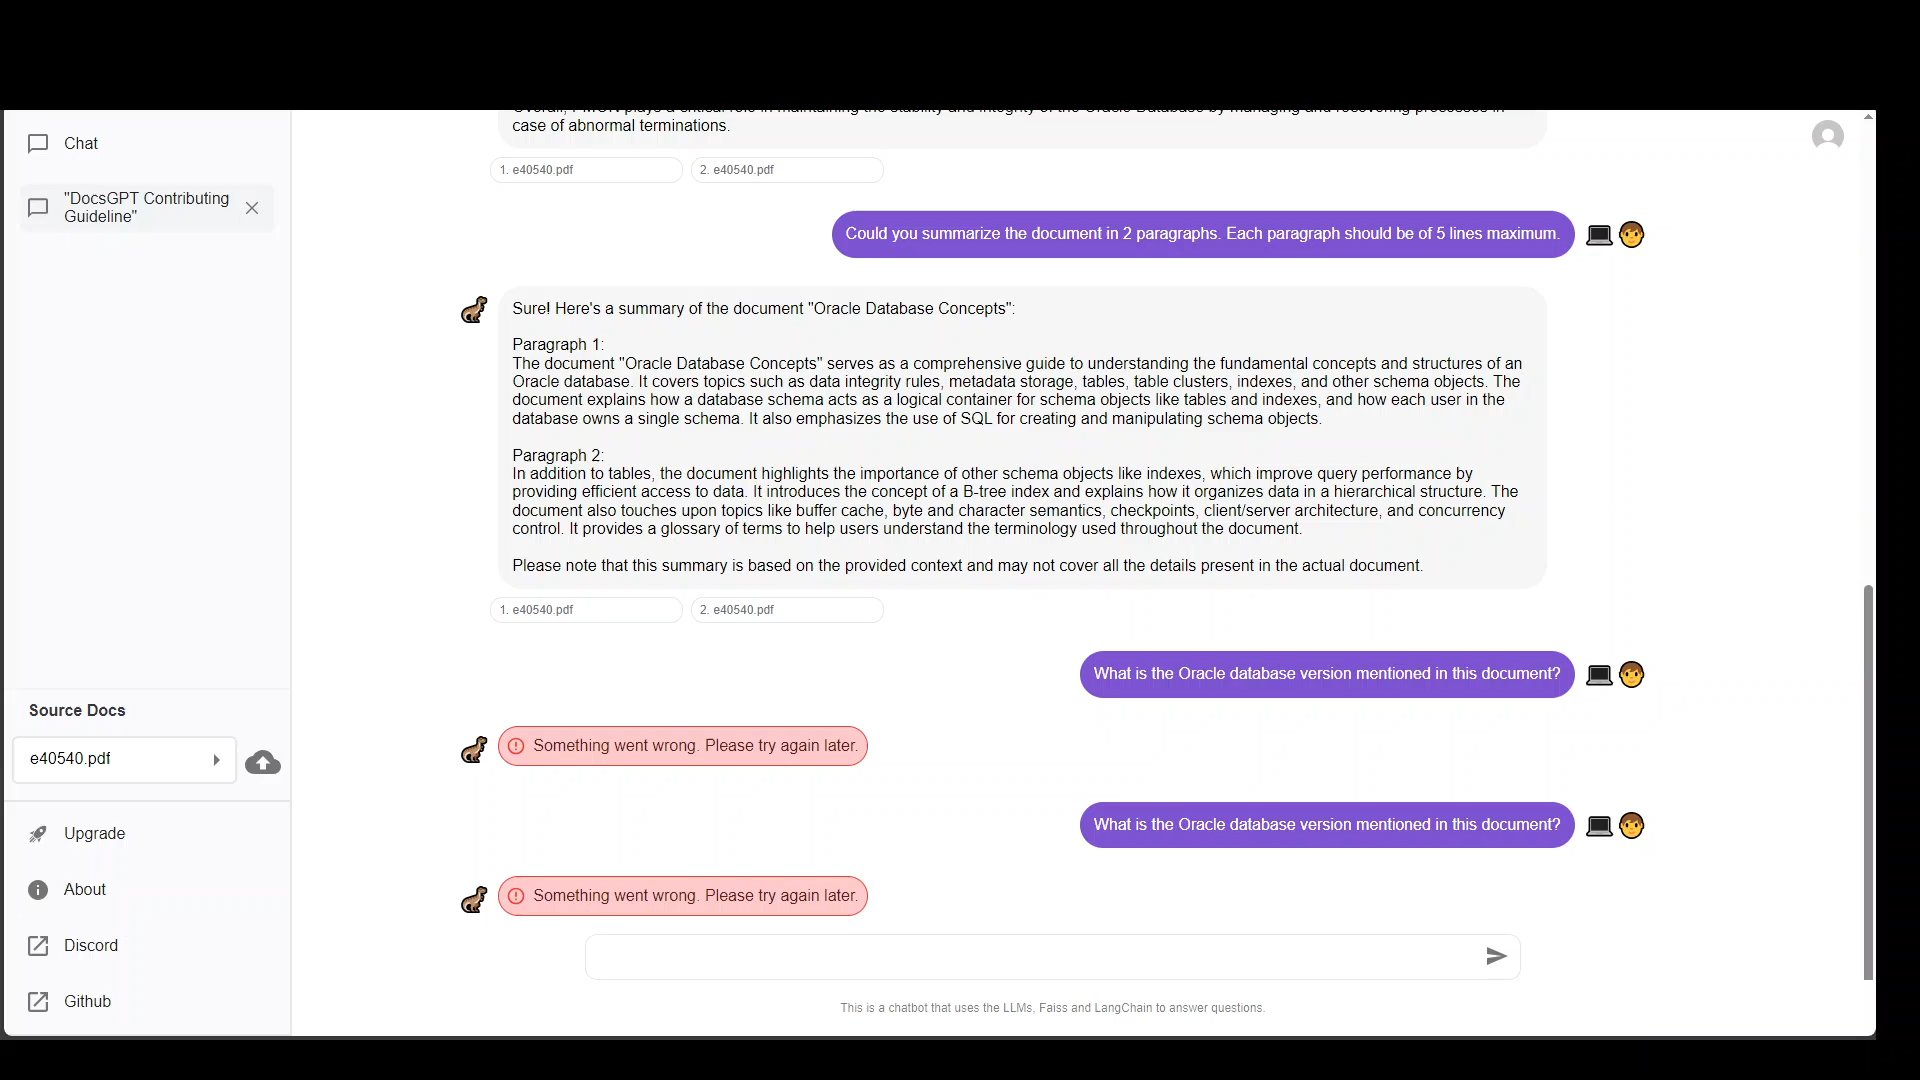 Chat
"DocsGPT Contributing
Guideline"
Source Docs
e40540.pdf
Upgrade
About
Discord
Github
case of abnormal terminations.
1. e40540.pdf
2. e40540.pdf
Could you summarize the document in 2 paragraphs. Each paragraph should be of 5 lines maximum.
Sure! Here's a summary of the document "Oracle Database Concepts":
Paragraph 1:
The document "Oracle Database Concepts" serves as a comprehensive guide to understanding the fundamental concepts and structures of an
Oracle database. It covers topics such as data integrity rules, metadata storage, tables, table clusters, indexes, and other schema objects. The
document explains how a database schema acts as a logical container for schema objects like tables and indexes, and how each user in the
database owns a single schema. It also emphasizes the use of SQL for creating and manipulating schema objects.
Paragraph 2:
In addition to tables, the document highlights the importance of other schema objects like indexes, which improve query performance by
providing efficient access to data. It introduces the concept of a B-tree index and explains how it organizes data in a hierarchical structure. The
document also touches upon topics like buffer cache, byte and character semantics, checkpoints, client/server architecture, and concurrency
control. It provides a glossary of terms to help users understand the terminology used throughout the document.
Please note that this summary is based on the provided context and may not cover all the details present in the actual document.
1. e40540.pdf
2. e40540.pdf
What is the Oracle database version mentioned in this document?
Something went wrong. Please try again later.
What is the Oracle database version mentioned in this document?
Something went wrong. Please try again later.
This is a chatbot that uses the LLMs, Faiss and LangChain to answer questions.